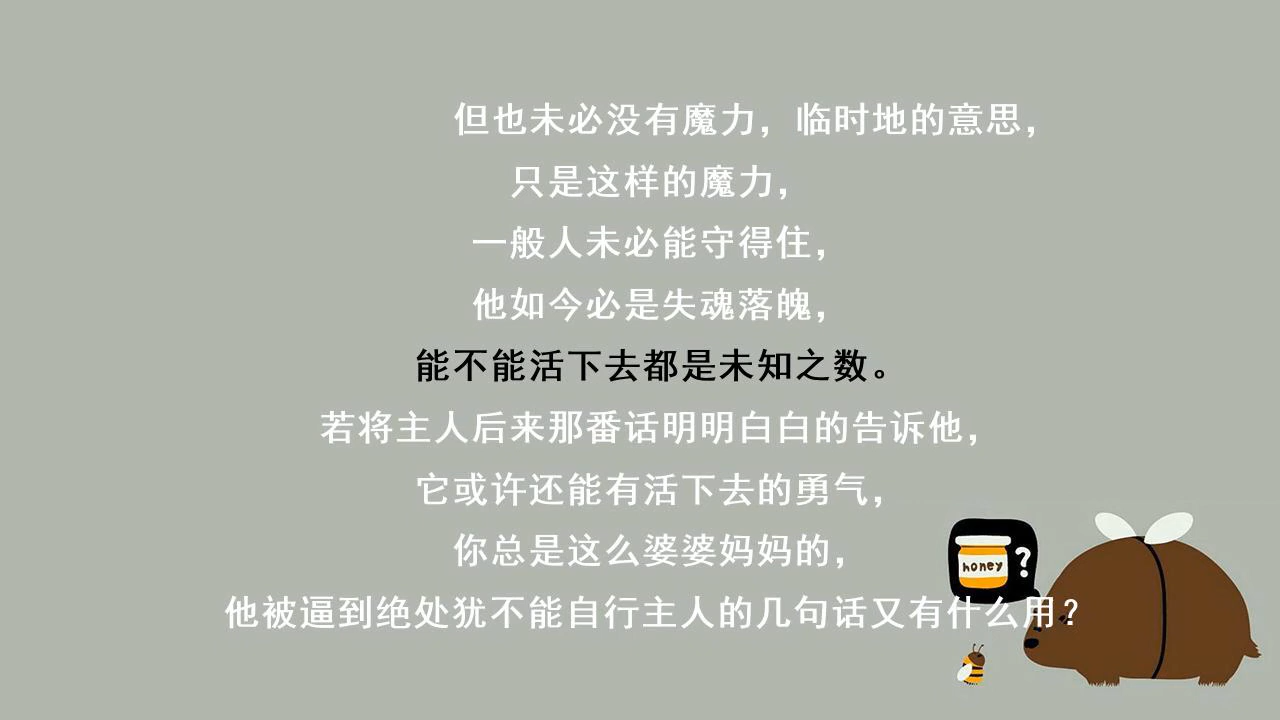 但也未必没有魔力，临时地的意思，
只是这样的魔力，
一般人未必能守得住，
他如今必是失魂落魄，
能不能活下去都是未知之数。
若将主人后来那番话明明白白的告诉他，
它或许还能有活下去的勇气，
你总是这么婆婆妈妈的，
他被逼到绝处犹不能自行主人的几句话又有什么用？
honey
?